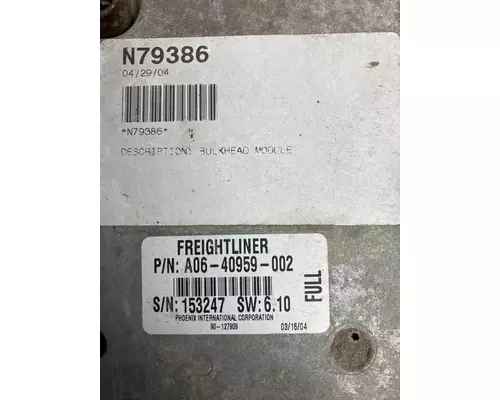 N79386
04/29/04
*N79386*
DESCRIPTION: BULKHEAD MODULE
FREIGHTLINER
P/N: A06-40959-002
S/N: 153247 SW: 6.10
PHOENIX INTERNATIONAL CORPORATION
90-127909
03/16/04
FULL